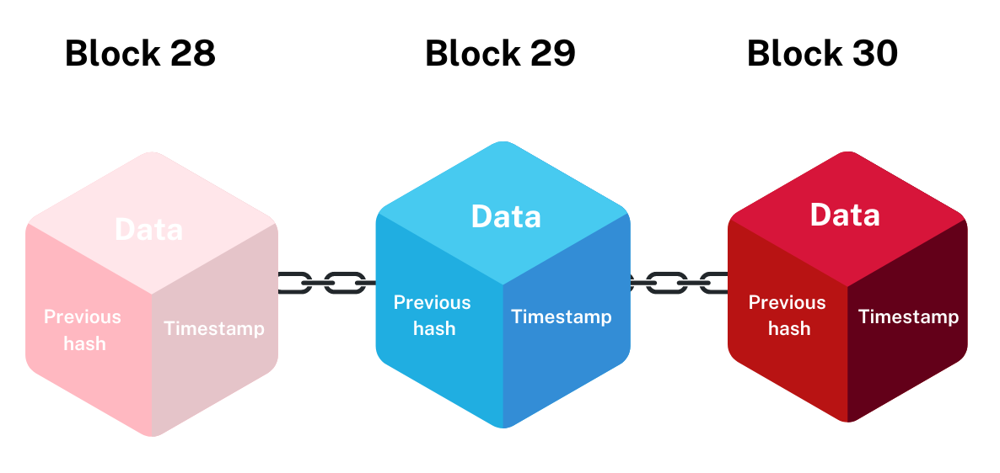 Block 28
Block 29
Block 30
Data
Previous
hash
Timestamp
Data
Previous
hash
Timestamp
Data
Previous
hash
Timestamp